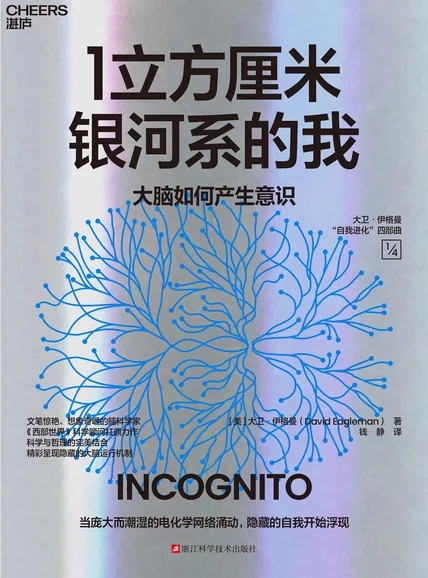 CHEERS
湛庐
1立方厘米
银河系的我
大脑如何产生意识
大卫·伊格曼
“自我进化”四部曲
1/4
文笔惊艳、想象奇崛的脑科学家
《西部世界》科学顾问扛鼎力作
科学与哲理的完美结合
精彩呈现隐藏的大脑运行机制
[美]大卫·伊格曼(David Eagleman)著
钱 静 译
INCOGNITO
当庞大而潮湿的电化学网络涌动,隐藏的自我开始浮现
浙江科学技术出版社